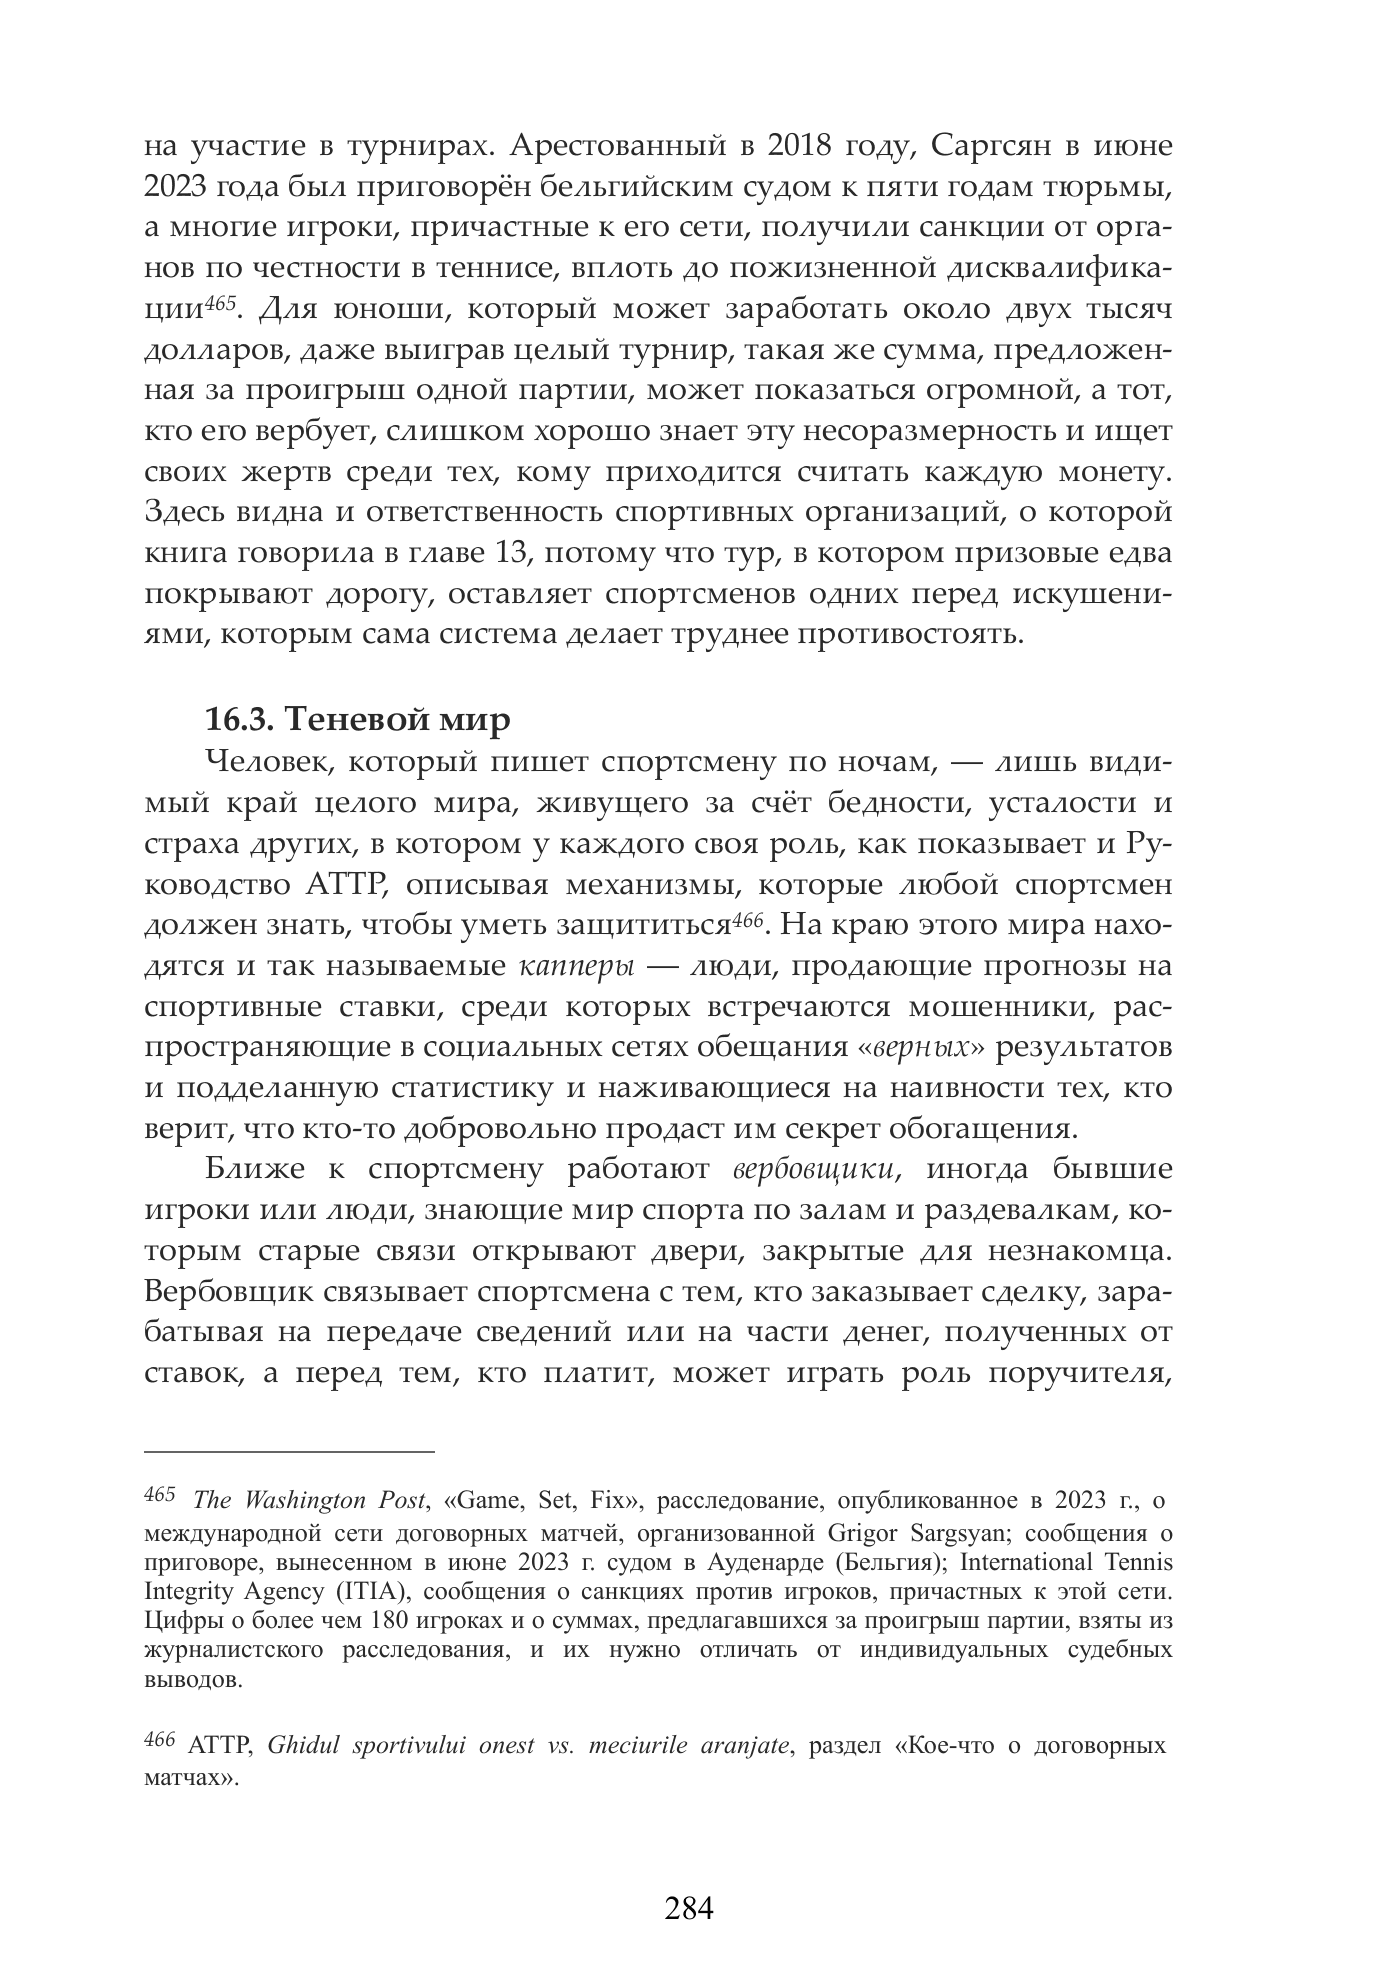 на участие в турнирах. Арестованный в 2018 году, Саргсян в июне
2023 года был приговорён бельгийским судом к пяти годам тюрьмы,
а многие игроки, причастные к его сети, получили санкции от орга-
нов по честности в теннисе, вплоть до пожизненной дисквалифика-
ции465. Для юноши, который может заработать около двух тысяч
долларов, даже выиграв целый турнир, такая же сумма, предложен-
ная за проигрыш одной партии, может показаться огромной, а тот,
кто его вербует, слишком хорошо знает эту несоразмерность и ищет
своих жертв среди тех, кому приходится считать каждую монету.
Здесь видна и ответственность спортивных организаций, о которой
книга говорила в главе 13, потому что тур, в котором призовые едва
покрывают дорогу, оставляет спортсменов одних перед искушени-
ями, которым сама система делает труднее противостоять.
16.3. Теневой мир
Человек, который пишет спортсмену по ночам, — лишь види-
мый край целого мира, живущего за счёт бедности, усталости и
страха других, в котором у каждого своя роль, как показывает и Ру-
ководство АТТР, описывая механизмы, которые любой спортсмен
должен знать, чтобы уметь защититься466. На краю этого мира нахо-
дятся и так называемые капперы — люди, продающие прогнозы на
спортивные ставки, среди которых встречаются мошенники, рас-
пространяющие в социальных сетях обещания «верных» результатов
и подделанную статистику и наживающиеся на наивности тех, кто
верит, что кто-то добровольно продаст им секрет обогащения.
Ближе к спортсмену работают вербовщики, иногда бывшие
игроки или люди, знающие мир спорта по залам и раздевалкам, ко-
торым старые связи открывают двери, закрытые для незнакомца.
Вербовщик связывает спортсмена с тем, кто заказывает сделку, зара-
батывая на передаче сведений или на части денег, полученных от
ставок, а перед тем, кто платит, может играть роль поручителя,
465 The Washington Post, «Game, Set, Fix», расследование, опубликованное в 2023 г., о
международной сети договорных матчей, организованной Grigor Sargsyan; сообщения о
приговоре, вынесенном в июне 2023 г. судом в Ауденарде (Бельгия); International Tennis
Integrity Agency (ITIA), сообщения о санкциях против игроков, причастных к этой сети.
Цифры о более чем 180 игроках и о суммах, предлагавшихся за проигрыш партии, взяты из
журналистского расследования, и их нужно отличать от индивидуальных судебных
выводов.
466 АТТР, Ghidul sportivului onest vs. meciurile aranjate, раздел «Кое-что о договорных
матчах».
284